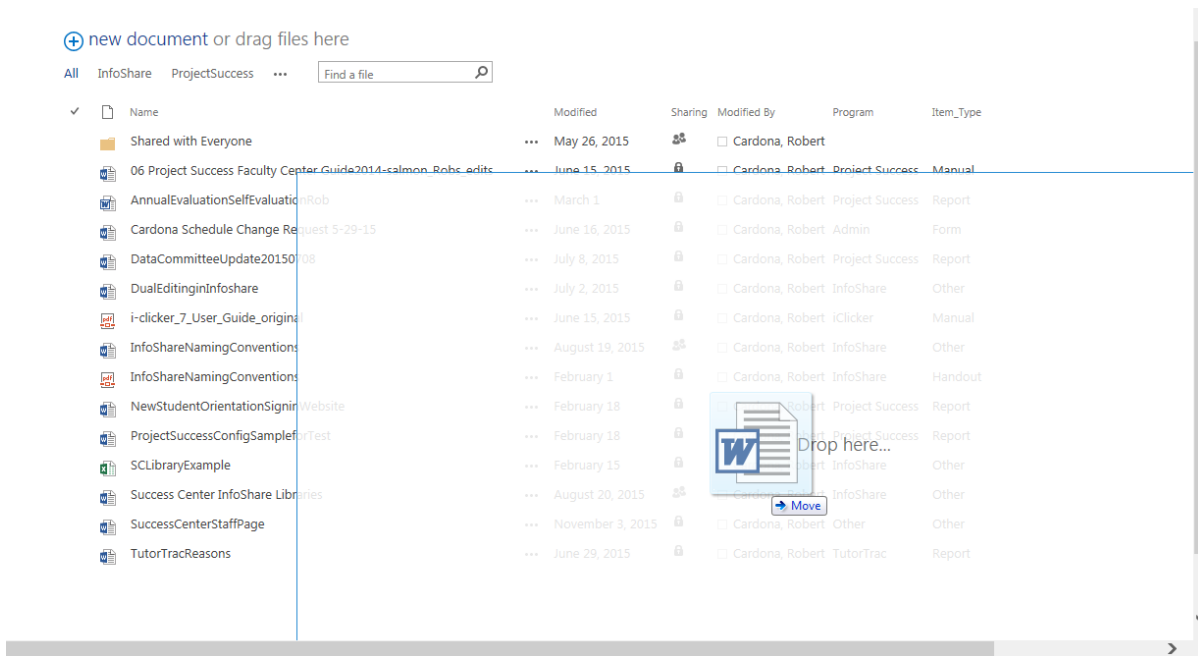 new document or drag files here
All InfoShare ProjectSuccess ••• Find a file
Name Modified Sharing Modified By Program Item_Type
Shared with Everyone ••• May 26, 2015 Cardona, Robert
06 Project Success Faculty Center Guide2014-salmon_Robs_edits ••• June 15, 2015 Cardona, Robert Project Success Manual
AnnualEvaluationSelfEvaluationRob ••• March 1 Cardona, Robert Project Success Report
Cardona Schedule Change Request 5-29-15 ••• June 16, 2015 Cardona, Robert Admin Form
DataCommitteeUpdate20150708 ••• July 8, 2015 Cardona, Robert Project Success Report
DualEditinginInfoshare ••• July 2, 2015 Cardona, Robert InfoShare Other
i-clicker_7_User_Guide_original ••• June 15, 2015 Cardona, Robert iClicker Manual
InfoShareNamingConventions ••• August 19, 2015 Cardona, Robert InfoShare Other
InfoShareNamingConventions ••• February 1 Cardona, Robert InfoShare Handout
NewStudentOrientationSigninWebsite ••• February 18 Robert Project Success Report
ProjectSuccessConfigSampleforTest ••• February 18 Project Success Report
W Drop here...
SCLibraryExample ••• February 15 InfoShare Other
Success Center InfoShare Libraries ••• August 20, 2015 Cardona, Robert InfoShare Other
Move
SuccessCenterStaffPage ••• November 3, 2015 Cardona, Robert Other Other
TutorTracReasons ••• June 29, 2015 Cardona, Robert TutorTrac Report